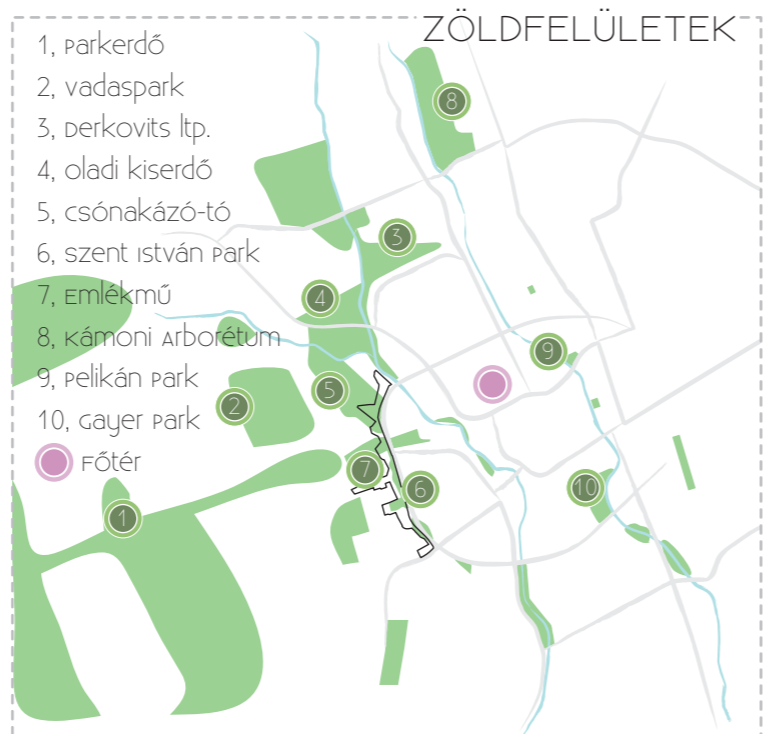 ZÖLDFELÜLETEK
1, Parkerdő
2, vadaspark
3, Derkovits ltp.
4, oladi kiserdő
5, csónakázó-tó
6, szent istván park
7, Emlékmű
8, kámoni Arborétum
9, pelikán park
10, Gayer park
Főtér
8
3
4
9
5
2
7
6
10
1